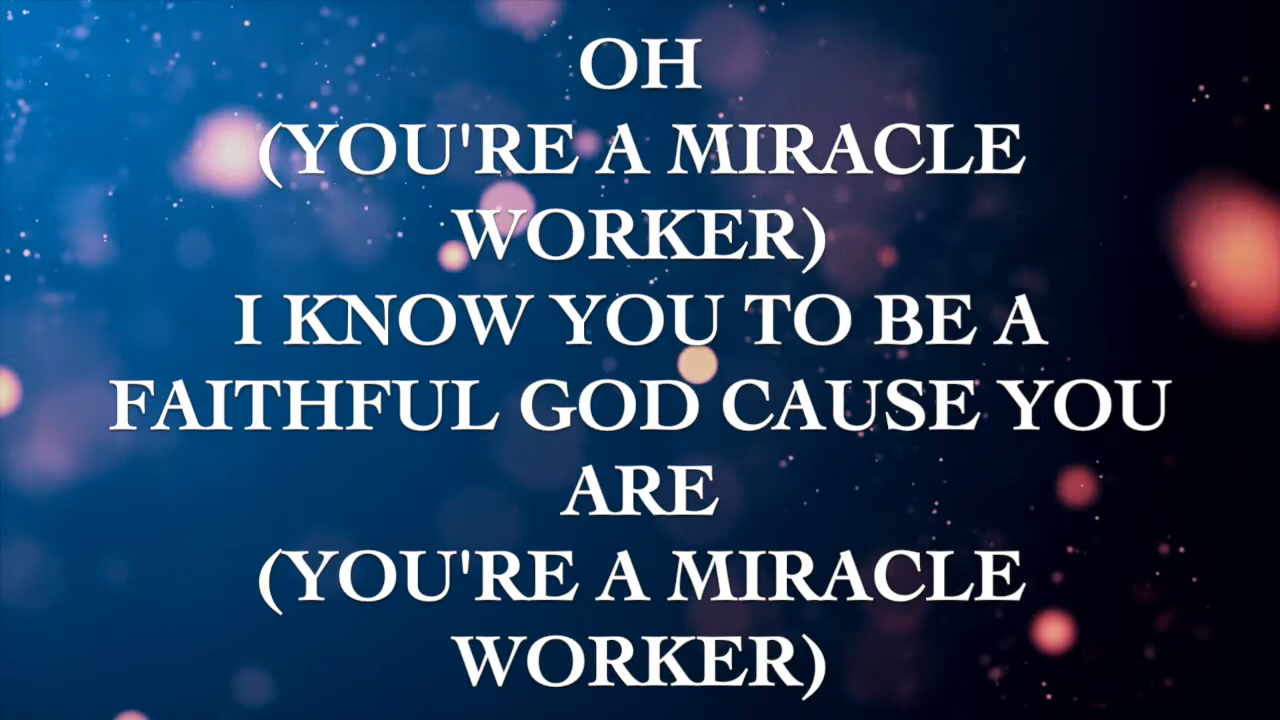 OH
(YOU'RE A MIRACLE
WORKER)
I KNOW YOU TO BE A
FAITHFUL GOD CAUSE YOU
ARE
(YOU'RE A MIRACLE
WORKER)